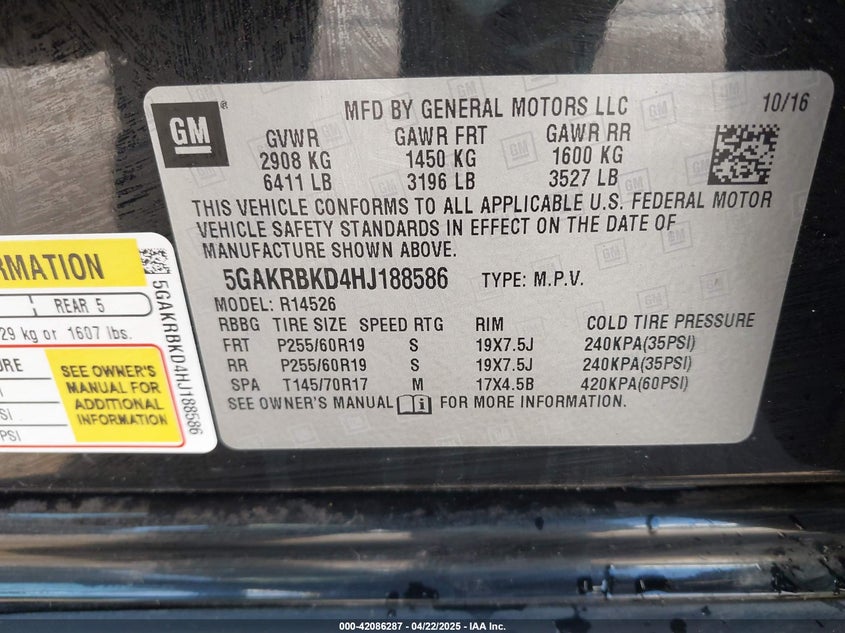 MFD BY GENERAL MOTORS LLC
10/16
GM®
GVWR GAWR FRT GAWR RR
2908 KG 1450 KG 1600 KG
6411 LB 3196 LB 3527 LB
THIS VEHICLE CONFORMS TO ALL APPLICABLE U.S. FEDERAL MOTOR
VEHICLE SAFETY STANDARDS IN EFFECT ON THE DATE OF
MANUFACTURE SHOWN ABOVE.
5GAKRBKD4HJ188586 TYPE: M.P.V.
MODEL: R14526
RBBG TIRE SIZE SPEED RTG RIM COLD TIRE PRESSURE
FRT P255/60R19 S 19X7.5J 240KPA(35PSI)
RR P255/60R19 S 19X7.5J 240KPA(35PSI)
SPA T145/70R17 M 17X4.5B 420KPA(60PSI)
SEE OWNER'S MANUAL FOR MORE INFORMATION.
RMATION
REAR 5
29 kg or 1607 lbs.
URE
SEE OWNER'S
MANUAL FOR
ADDITIONAL
INFORMATION
SI
PSI
5GAKRBKD4HJ188586
000-42086287 - 04/22/2025 - IAA Inc.